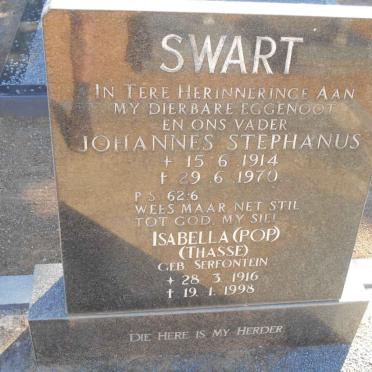 SWART
IN TERE HERINNERINGE AAN
MY DIERBARE EGGENOOT
EN ONS VADER
JOHANNES STEPHANUS
+ 15.6.1914
† 29.6.1970
PS. 62:6
WEES MAAR NET STIL
TOT GOD, MY SIEL
ISABELLA (POP)
(THASSE)
GEB SERFONTEIN
+ 28.3.1916
† 19.1.1998
DIE HERE IS MY HERDER